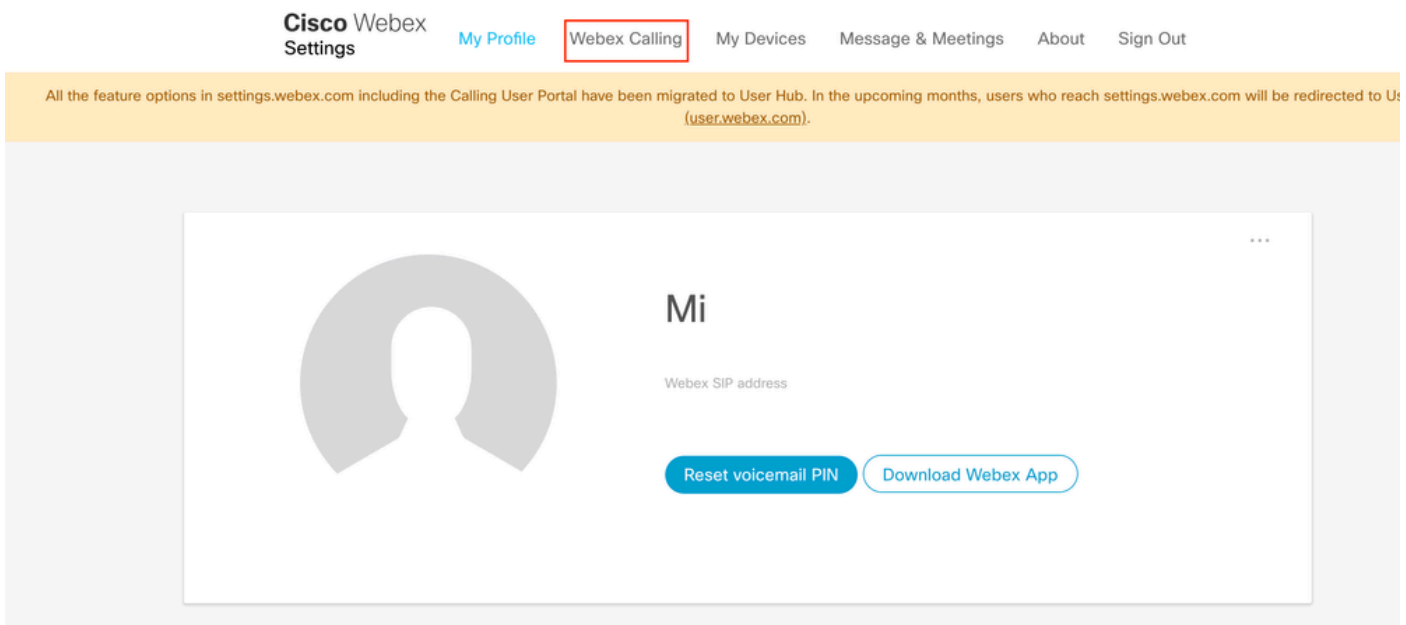 Cisco Webex
Settings
My Profile
Webex Calling
My Devices
Message & Meetings
About
Sign Out
All the feature options in settings.webex.com including the Calling User Portal have been migrated to User Hub. In the upcoming months, users who reach settings.webex.com will be redirected to
(user.webex.com).
...
Mi
Webex SIP address
Reset voicemail PIN
Download Webex App